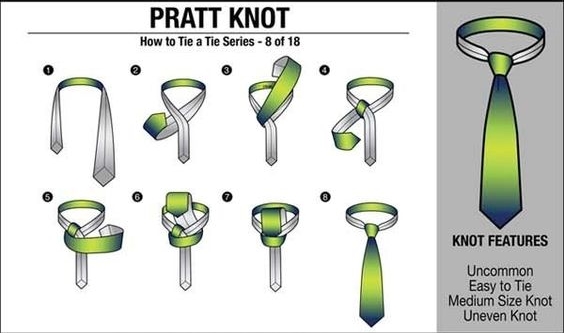 PRATT KNOT
How to Tie a Tie Series - 8 of 18
1
2
3
4
5
6
7
8
KNOT FEATURES
Uncommon
Easy to Tie
Medium Size Knot
Uneven Knot